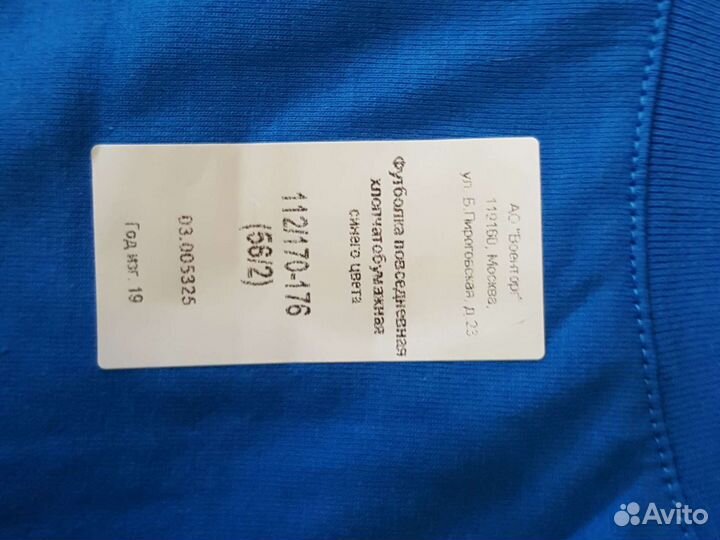 АО "Военторг"
119160, Москва,
ул. Б.Пироговская, д.23
Футболка повседневная
хлопчатобумажная
синего цвета
112/170-176
(56/2)
03.005325
Год изг. 19
Avito